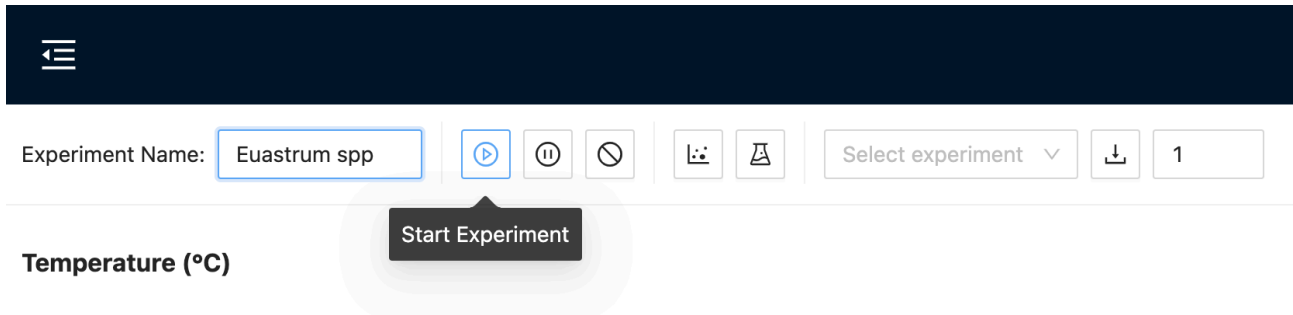 Experiment Name: Euastrum spp Select experiment 1
Start Experiment
Temperature (°C)